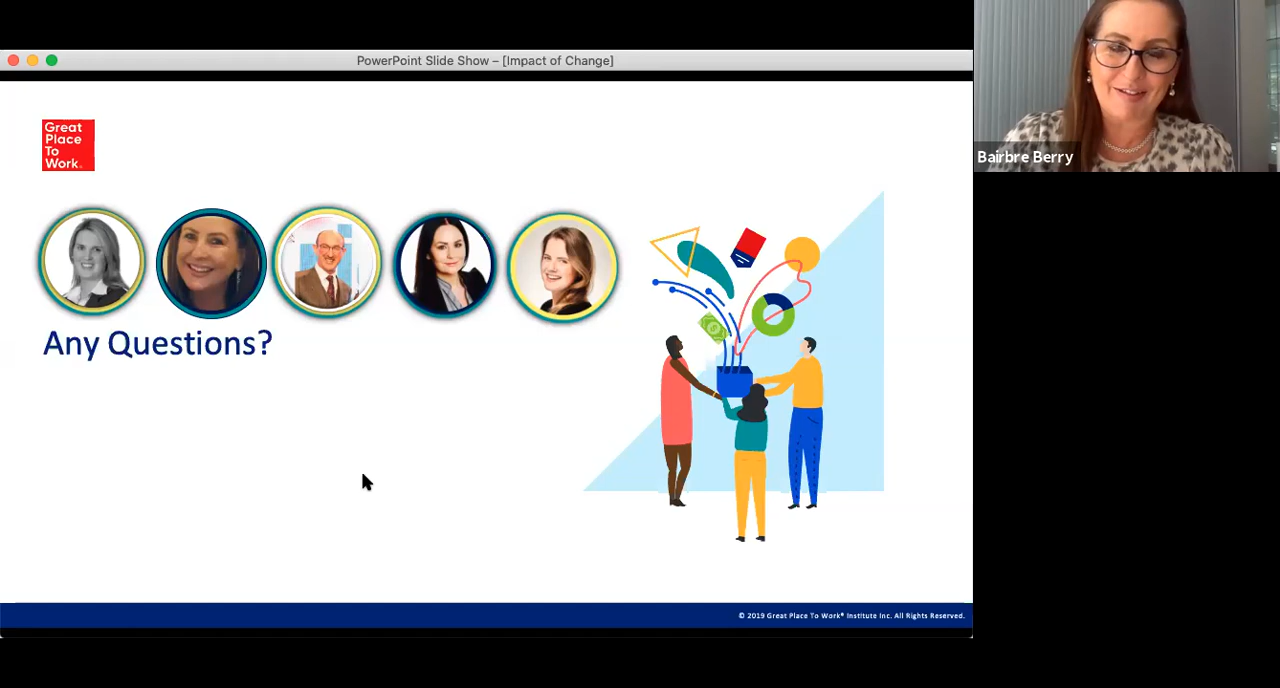 PowerPoint Slide Show – [Impact of Change]
Great
Place
To
Work®
Any Questions?
© 2019 Great Place To Work® Institute Inc. All Rights Reserved.
Bairbre Berry